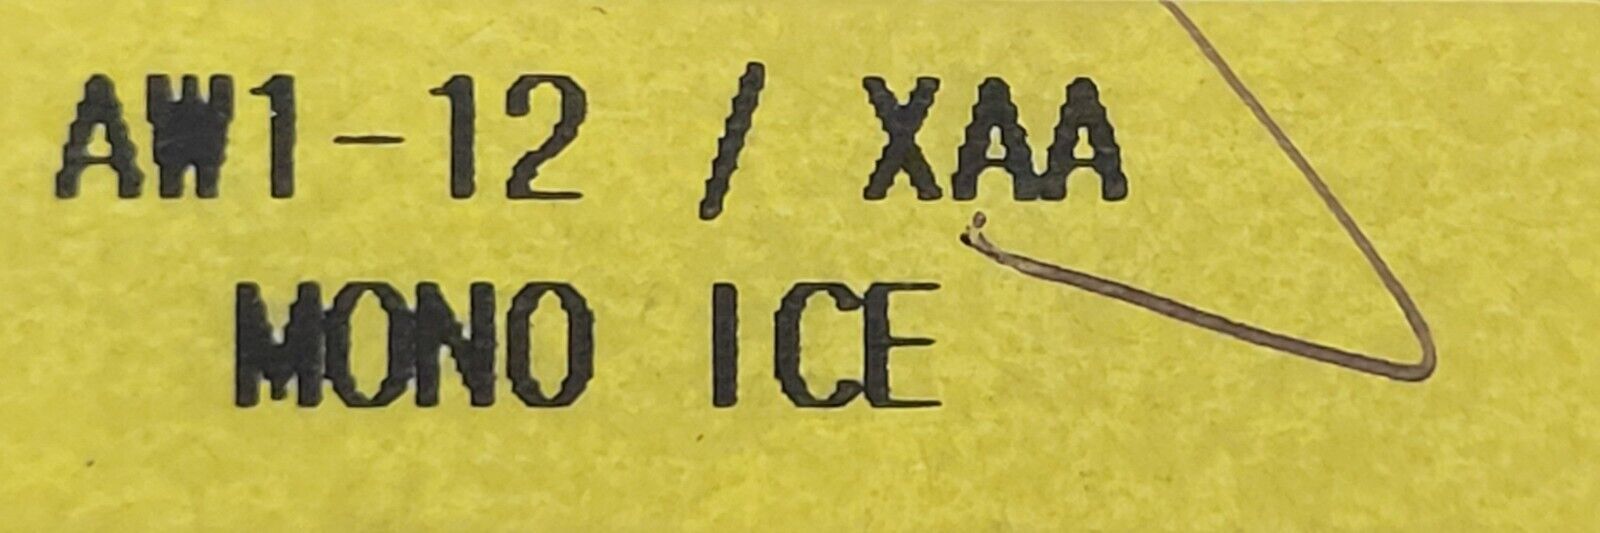 AW1-12 / XAA
MONO ICE